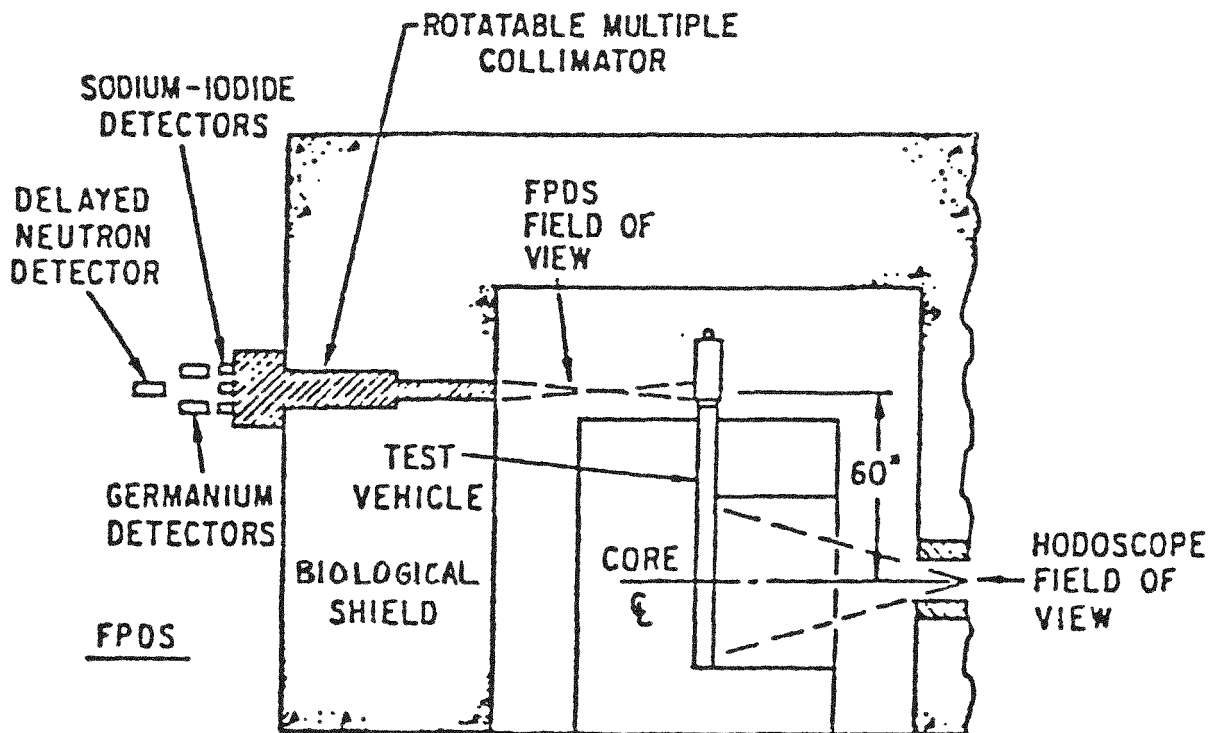 ROTATABLE MULTIPLE
COLLIMATOR
SODIUM-IODIDE
DETECTORS
DELAYED
NEUTRON
DETECTOR
FPDS
FIELD OF
VIEW
GERMANIUM
DETECTORS
TEST
VEHICLE
60"
BIOLOGICAL
SHIELD
CORE
℄
HODOSCOPE
FIELD OF
VIEW
FPDS